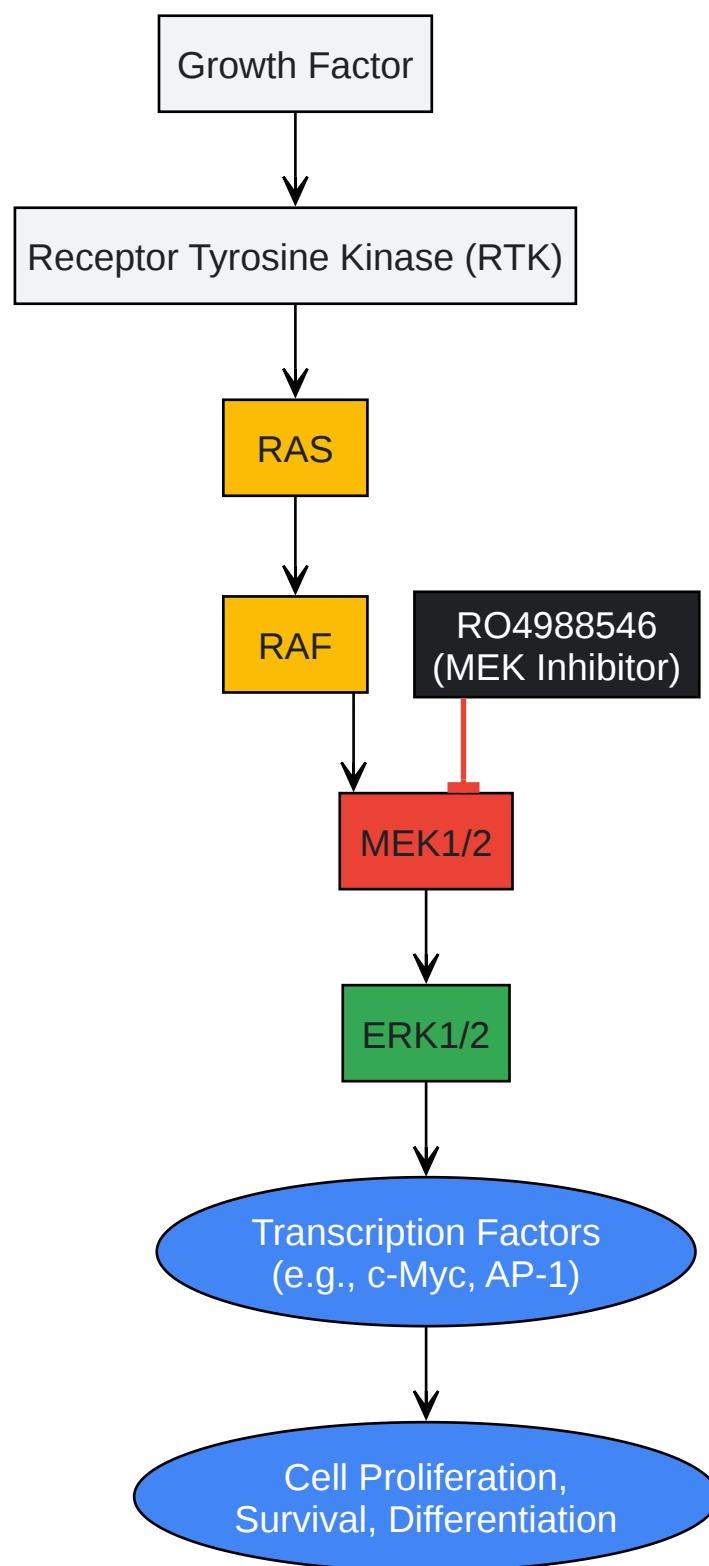 Growth Factor
Receptor Tyrosine Kinase (RTK)
RAS
RAF
RO4988546
(MEK Inhibitor)
MEK1/2
ERK1/2
Transcription Factors
(e.g., c-Myc, AP-1)
Cell Proliferation,
Survival, Differentiation